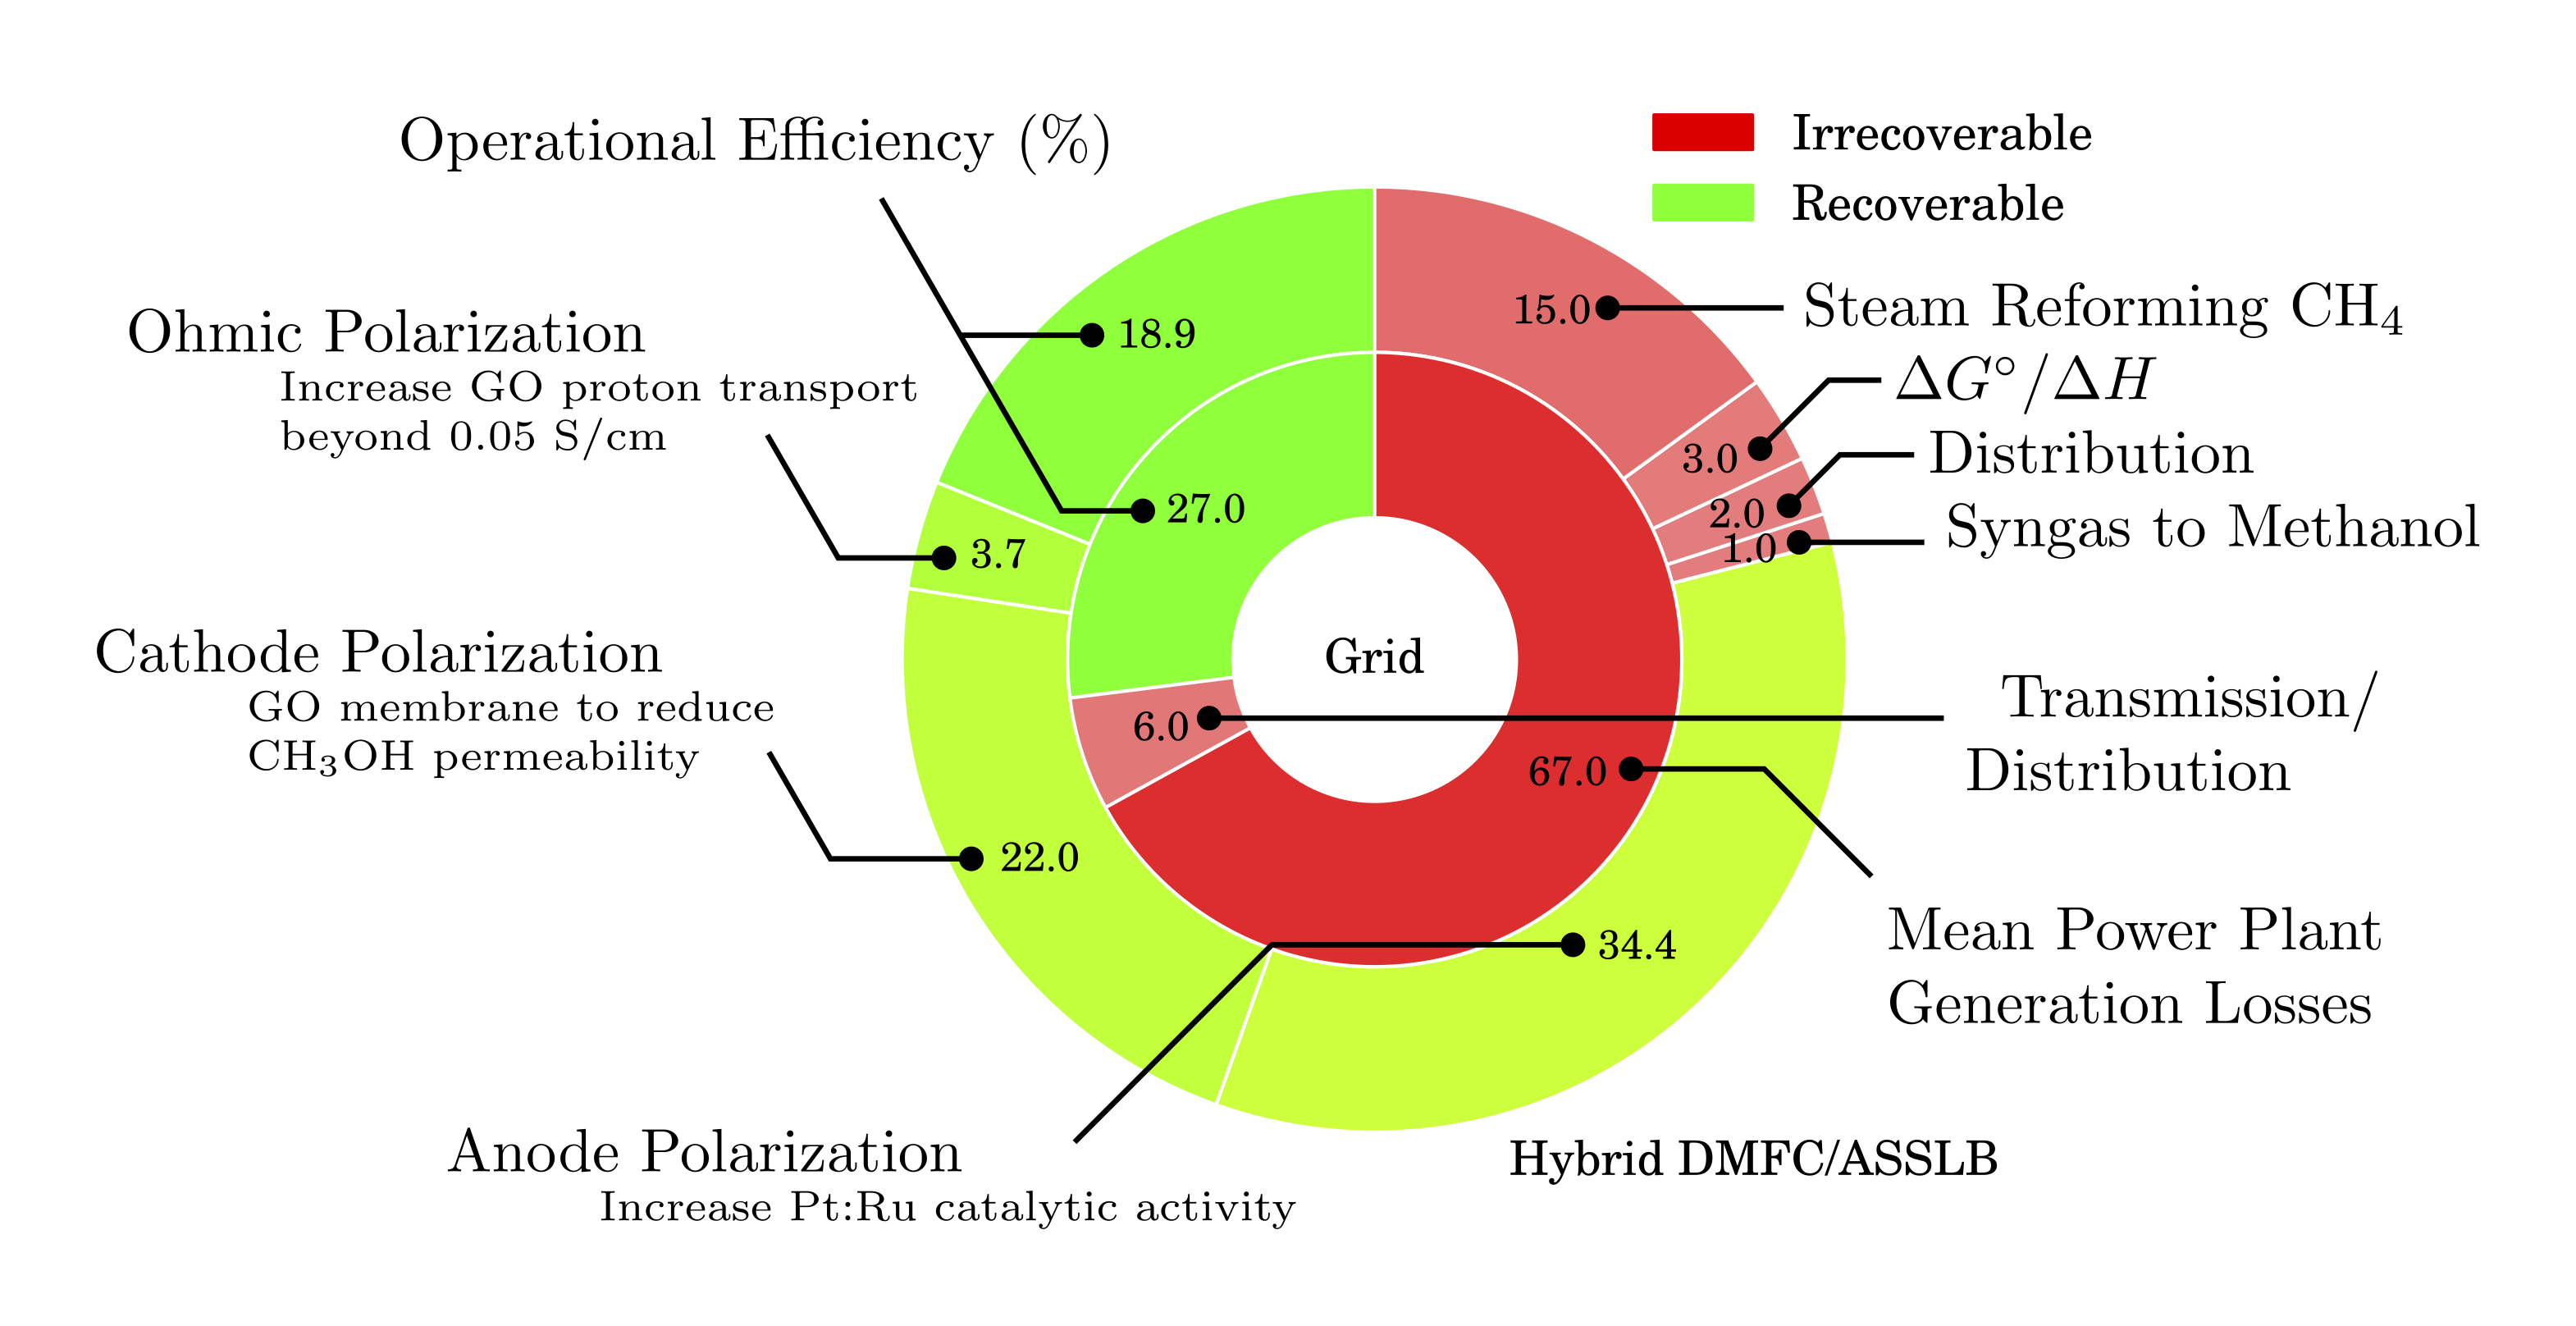 Operational Efficiency (%)
Irrecoverable
Recoverable
Ohmic Polarization
Increase GO proton transport
beyond 0.05 S/cm
Cathode Polarization
GO membrane to reduce
CH₃OH permeability
Anode Polarization
Increase Pt:Ru catalytic activity
18.9
27.0
3.7
22.0
6.0
Grid
15.0
3.0
2.0
1.0
67.0
34.4
Steam Reforming CH₄
ΔG°/ΔH
Distribution
Syngas to Methanol
Transmission/
Distribution
Mean Power Plant
Generation Losses
Hybrid DMFC/ASSLB